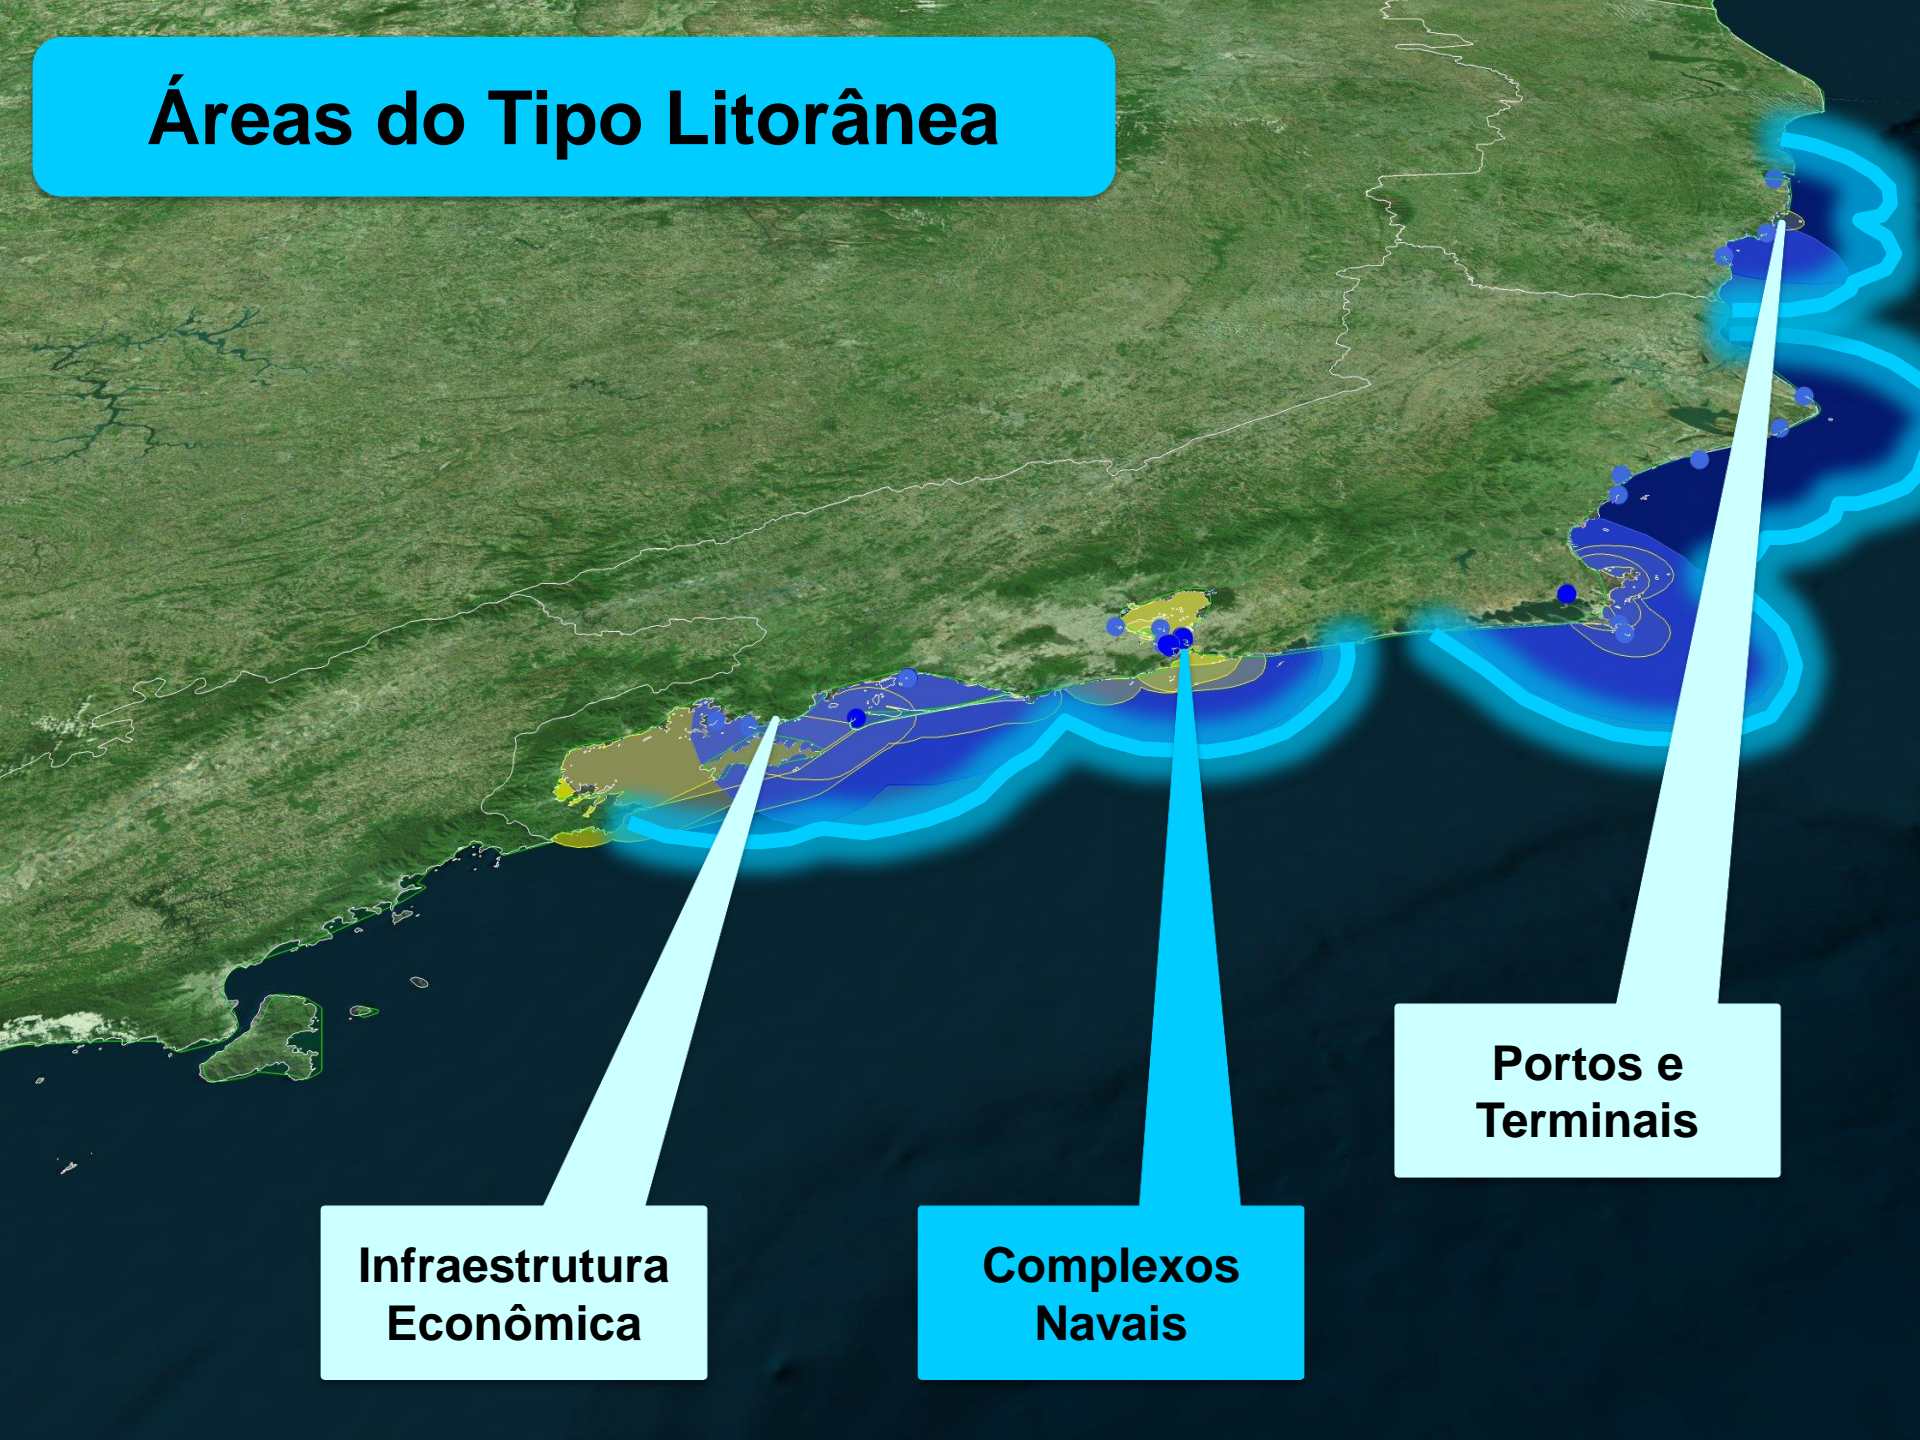 Áreas do Tipo Litorânea
Portos e
Terminais
Infraestrutura
Econômica
Complexos
Navais